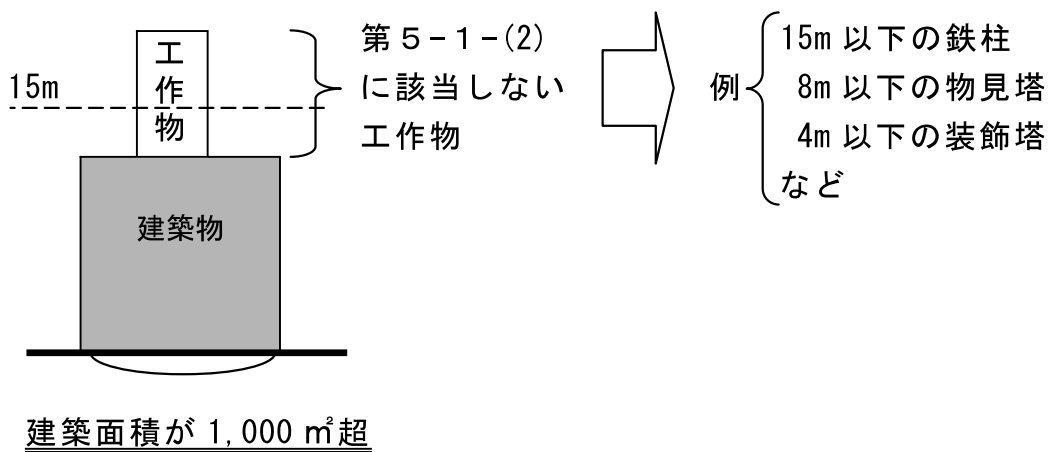 工作物
15m
建築物
建築面積が 1,000 ㎡超
第５－１－(2)
に該当しない
工作物
例
15m 以下の鉄柱
8m 以下の物見塔
4m 以下の装飾塔
など